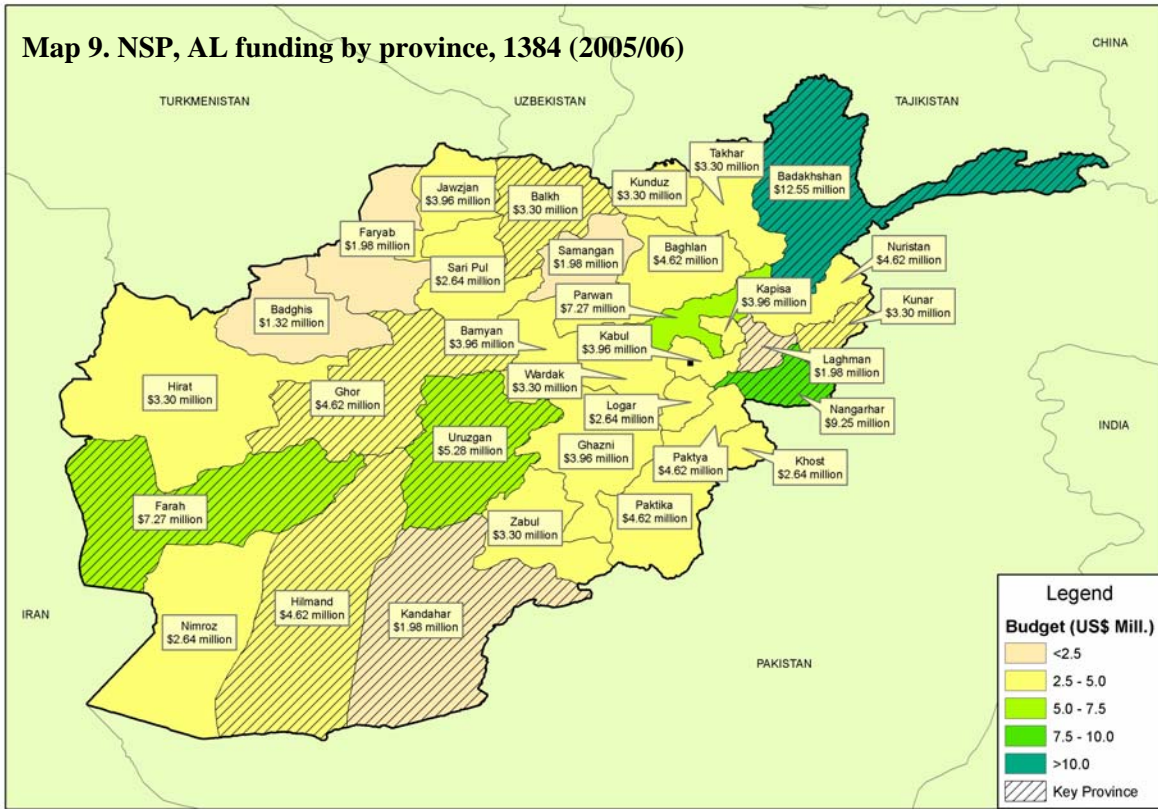 Map 9. NSP, AL funding by province, 1384 (2005/06)
CHINA
TURKMENISTAN
UZBEKISTAN
TAJIKISTAN
Takhar
$3.30 million
Jawzjan
$3.96 million
Balkh
$3.30 million
Kunduz
$3.30 million
Badakhshan
$12.55 million
Faryab
$1.98 million
Samangan
$1.98 million
Baghlan
$4.62 million
Nuristan
$4.62 million
Sari Pul
$2.64 million
Kapisa
$3.96 million
Parwan
$7.27 million
Kunar
$3.30 million
Badghis
$1.32 million
Bamyan
$3.96 million
Kabul
$3.96 million
Laghman
$1.98 million
Hirat
$3.30 million
Ghor
$4.62 million
Wardak
$3.30 million
Logar
$2.64 million
Nangarhar
$9.25 million
INDIA
Uruzgan
$5.28 million
Ghazni
$3.96 million
Paktya
$4.62 million
Khost
$2.64 million
Farah
$7.27 million
Zabul
$3.30 million
Paktika
$4.62 million
IRAN
Nimroz
$2.64 million
Hilmand
$4.62 million
Kandahar
$1.98 million
PAKISTAN
Legend
Budget (US$ Mill.)
<2.5
2.5 - 5.0
5.0 - 7.5
7.5 - 10.0
>10.0
Key Province